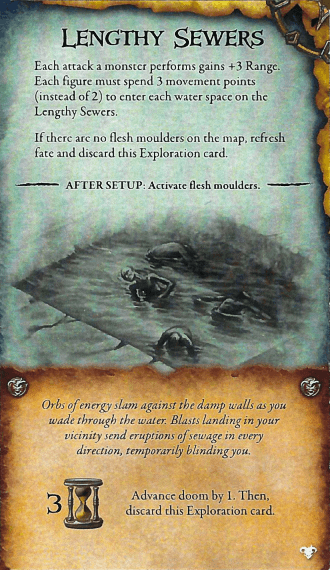 LENGTHY SEWERS
Each attack a monster performs gains +3 Range.
Each figure must spend 3 movement points
(instead of 2) to enter each water space on the
Lengthy Sewers.
If there are no flesh moulders on the map, refresh
fate and discard this Exploration card.
AFTER SETUP: Activate flesh moulders.
Orbs of energy slam against the damp walls as you
wade through the water. Blasts landing in your
vicinity send eruptions of sewage in every
direction, temporarily blinding you.
3
Advance doom by 1. Then,
discard this Exploration card.